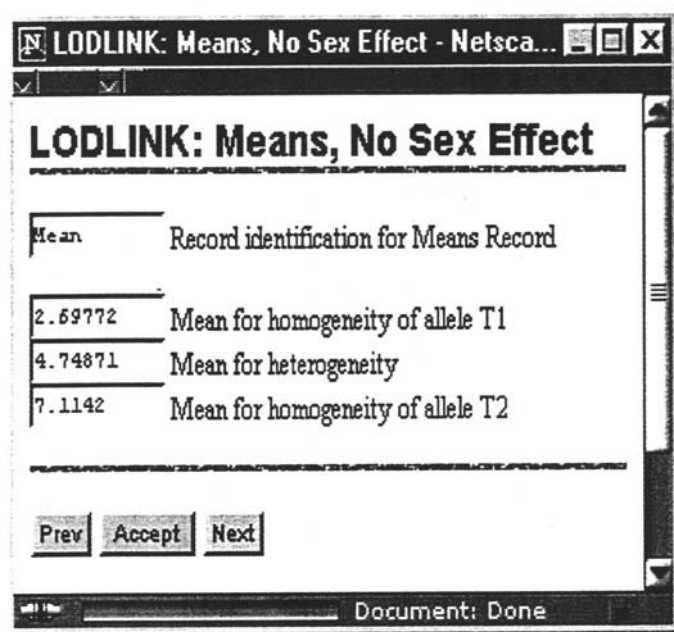 LODLINK: Means, No Sex Effect - Netsca...
LODLINK: Means, No Sex Effect
Mean Record identification for Means Record
2.69772 Mean for homogeneity of allele T1
4.74871 Mean for heterogeneity
7.1142 Mean for homogeneity of allele T2
Prev Accept Next
Document: Done